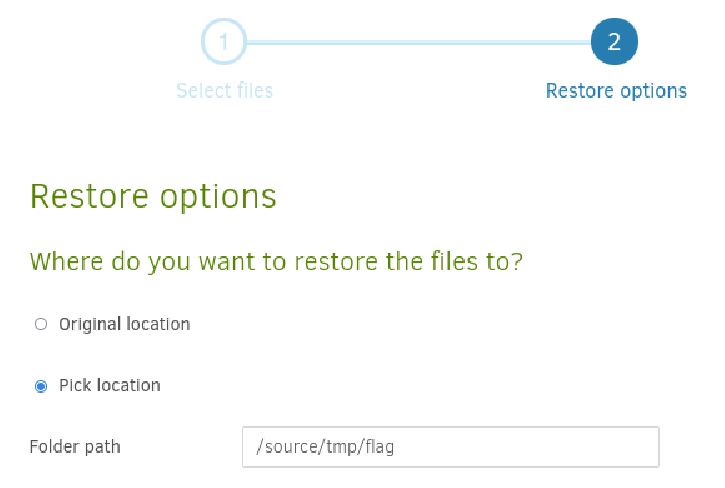 1
2
Select files
Restore options
Restore options
Where do you want to restore the files to?
Original location
Pick location
Folder path
/source/tmp/flag